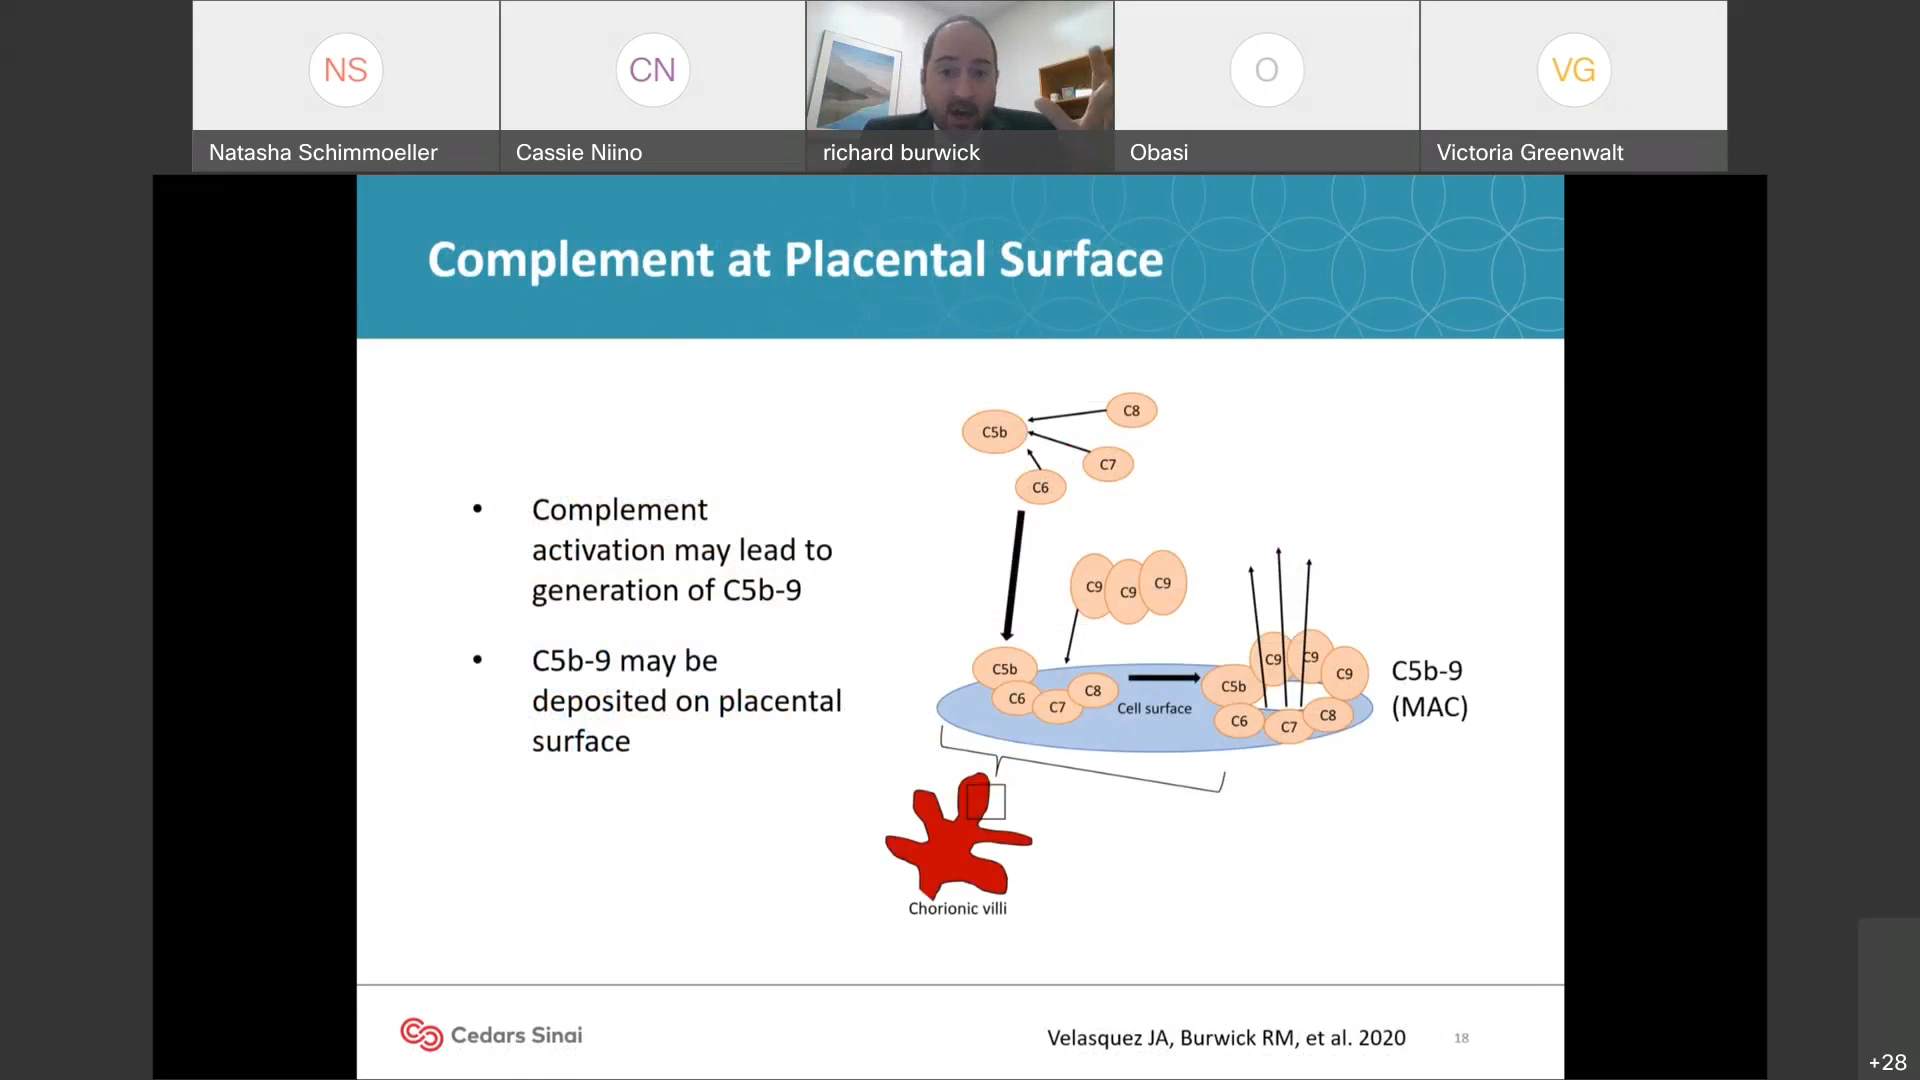 NS
CN
O
VG
Natasha Schimmoeller
Cassie Niino
richard burwick
Obasi
Victoria Greenwalt
Complement at Placental Surface
• Complement
activation may lead to
generation of C5b-9
• C5b-9 may be
deposited on placental
surface
C5b
C8
C7
C6
C9
C9
C9
C5b
C6
C7
C8
Cell surface
C5b
C9
C9
C9
C6
C7
C8
C5b-9
(MAC)
Chorionic villi
Cedars Sinai
Velasquez JA, Burwick RM, et al. 2020
18
+28